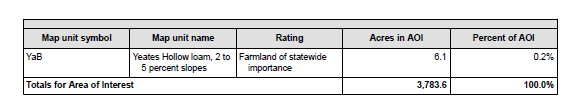 Map unit symbol Map unit name Rating Acres in AOI Percent of AOI
YaB Yeates Hollow loam, 2 to 5 percent slopes Farmland of statewide importance 6.1 0.2%
Totals for Area of Interest 3,783.6 100.0%